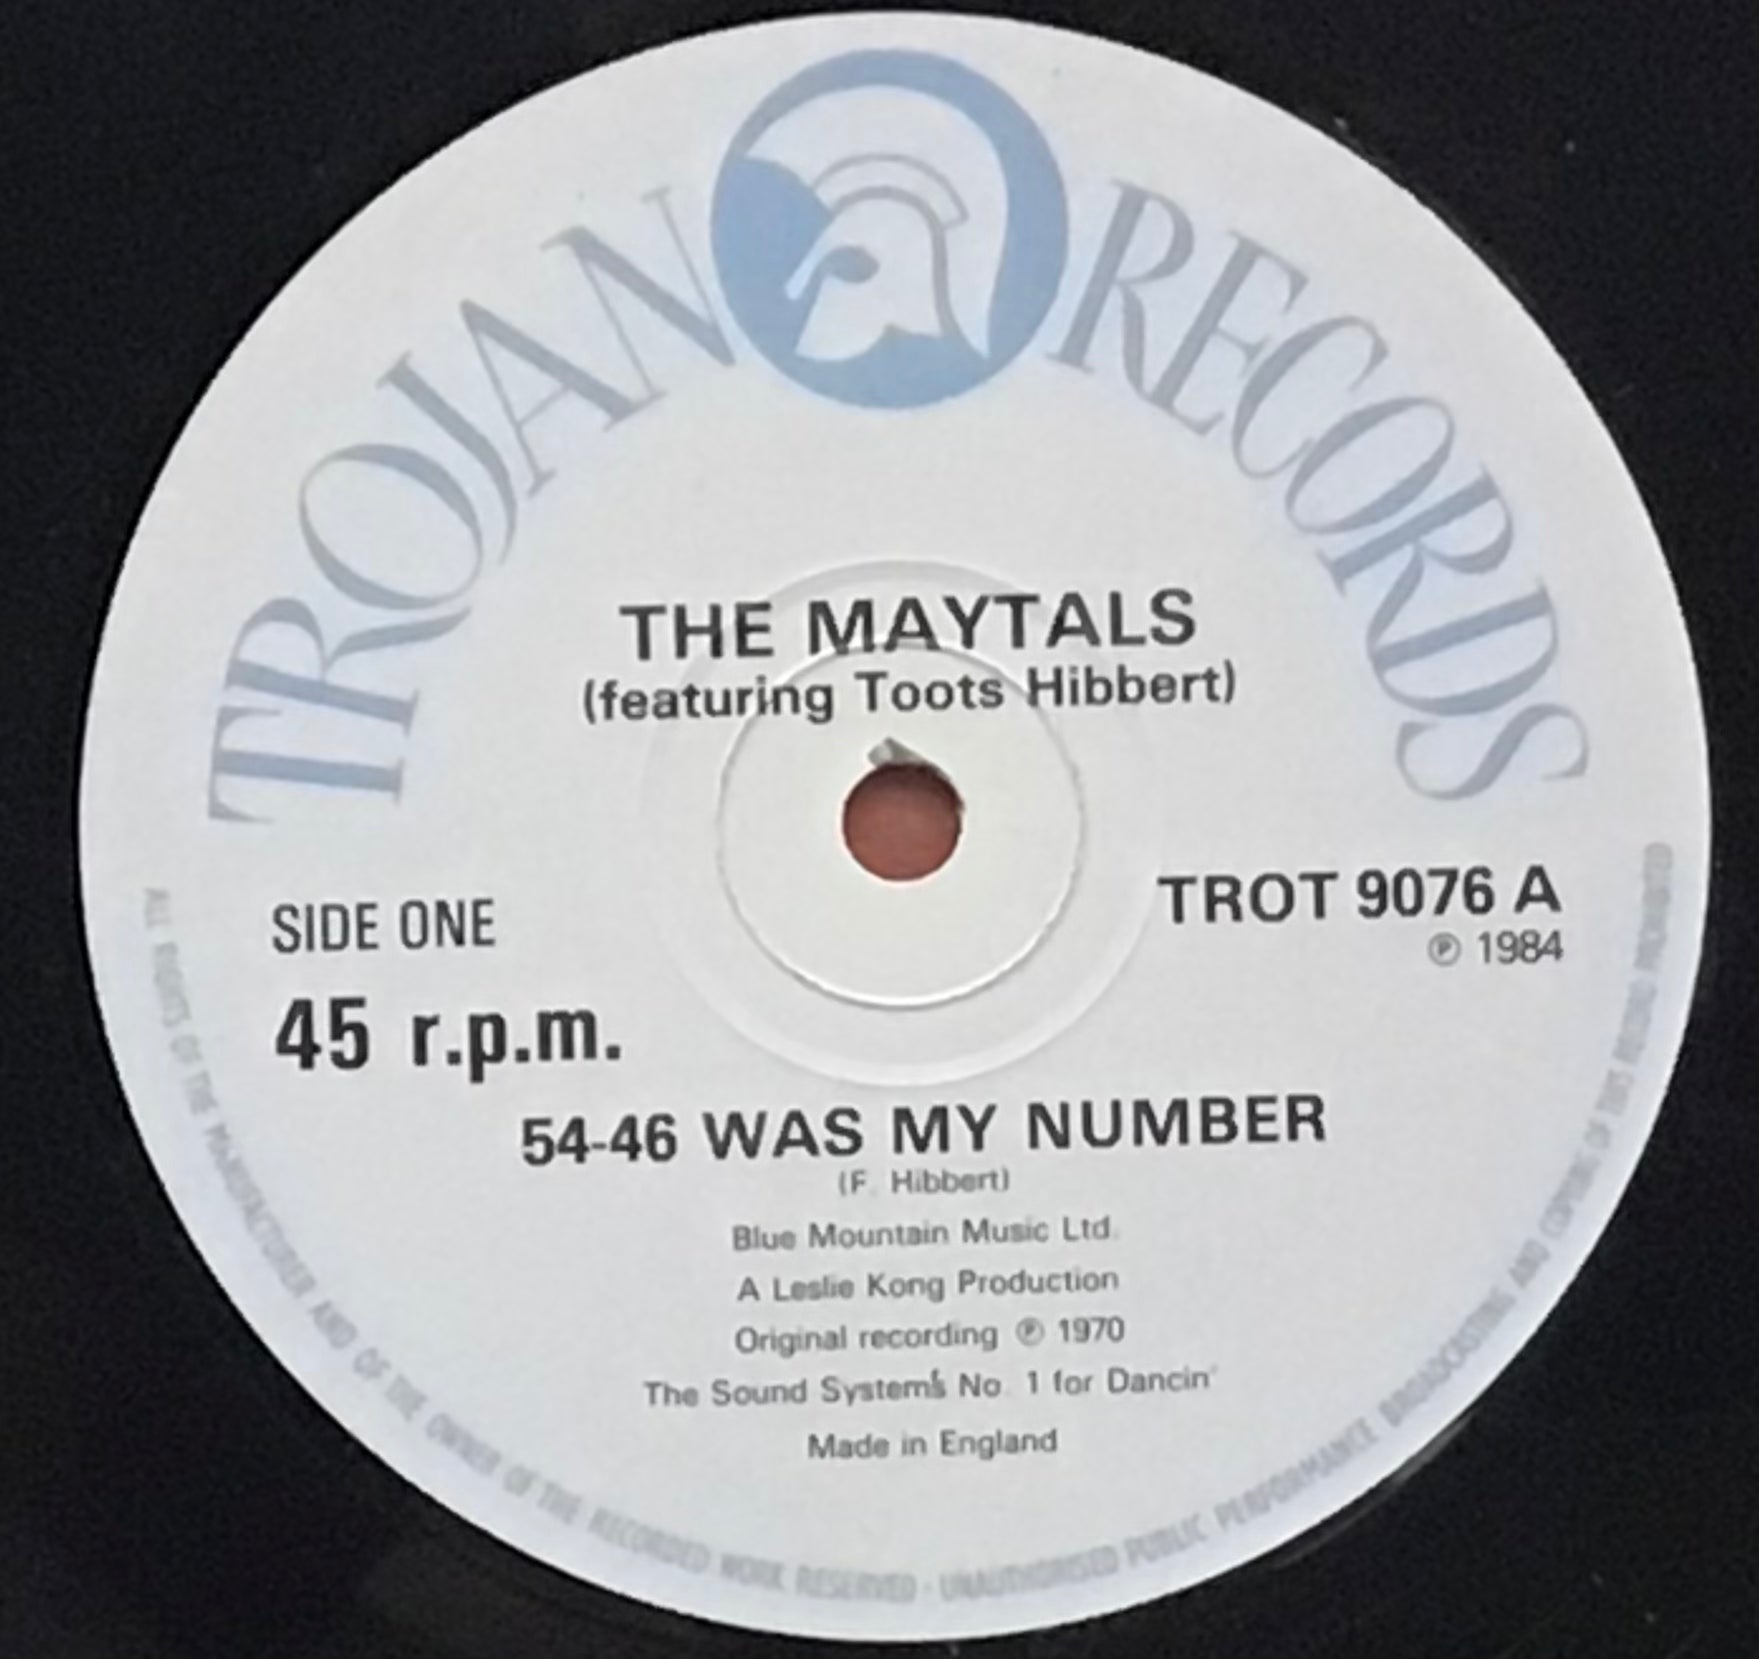 TROJAN RECORDS
THE MAYTALS
(featuring Toots Hibbert)
SIDE ONE
TROT 9076 A
℗ 1984
45 r.p.m.
54-46 WAS MY NUMBER
(F. Hibbert)
Blue Mountain Music Ltd.
A Leslie Kong Production
Original recording ℗ 1970
The Sound System's No. 1 for Dancin'
Made in England
ALL RIGHTS OF THE MANUFACTURER AND OF THE OWNER OF THE RECORDED WORK RESERVED · UNAUTHORISED PUBLIC PERFORMANCE BROADCASTING AND COPYING OF THIS RECORD PROHIBITED